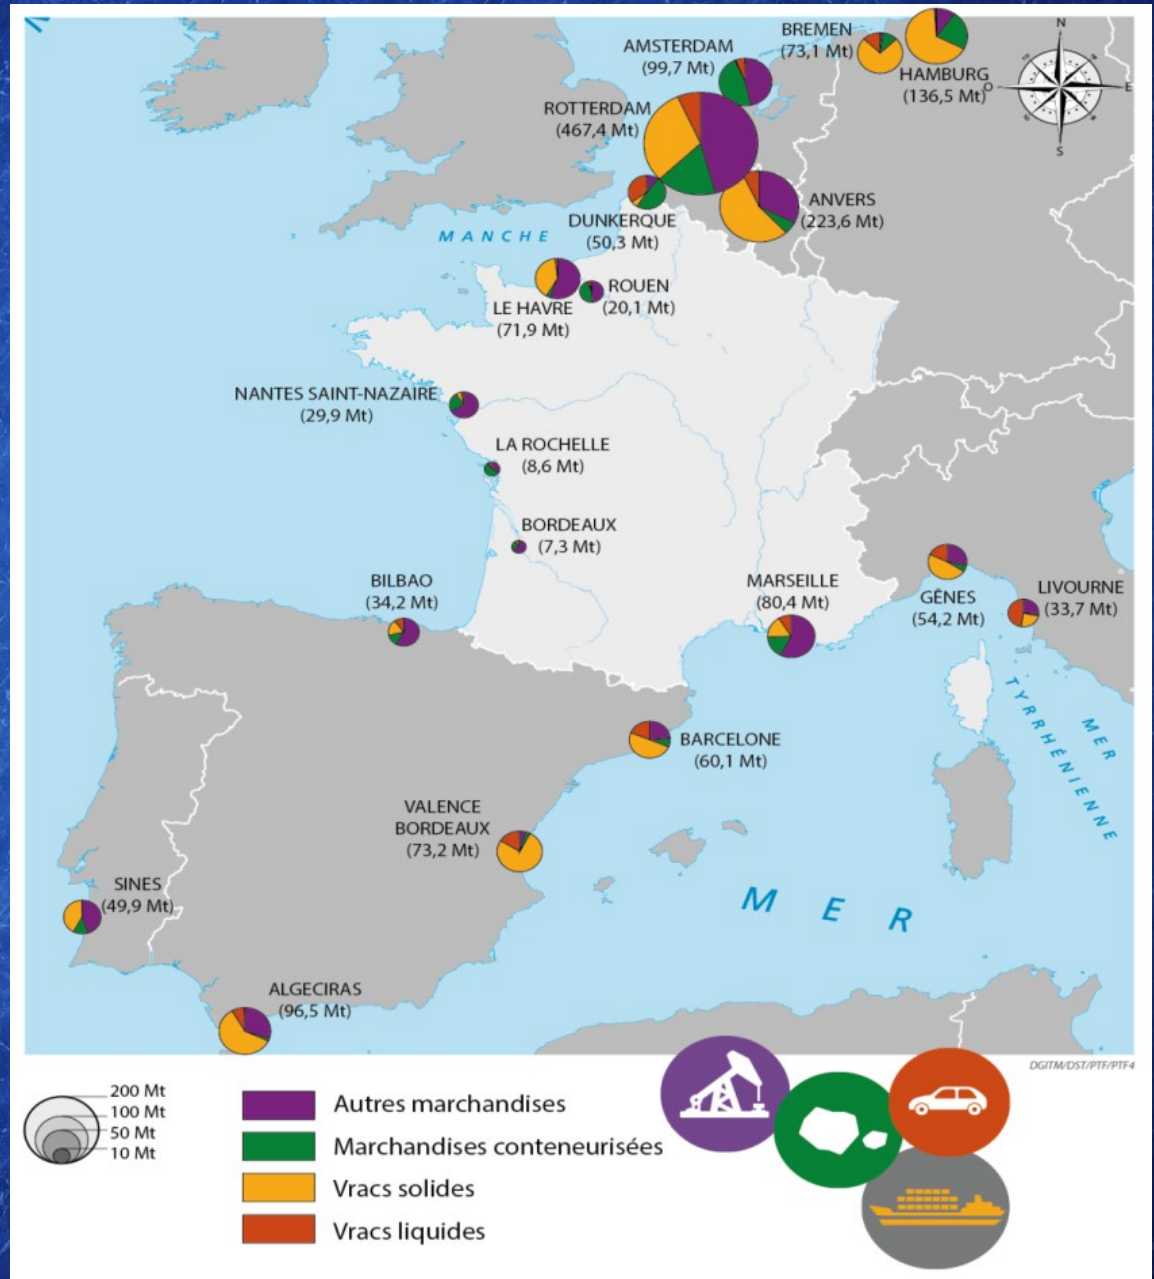 N
BREMEN
(73,1 Mt)
AMSTERDAM
(99,7 Mt)
HAMBURG
(136,5 Mt)
O
E
S
ROTTERDAM
(467,4 Mt)
ANVERS
(223,6 Mt)
DUNKERQUE
(50,3 Mt)
MANCHE
ROUEN
(20,1 Mt)
LE HAVRE
(71,9 Mt)
NANTES SAINT-NAZAIRE
(29,9 Mt)
LA ROCHELLE
(8,6 Mt)
BORDEAUX
(7,3 Mt)
BILBAO
(34,2 Mt)
MARSEILLE
(80,4 Mt)
GÊNES
(54,2 Mt)
LIVOURNE
(33,7 Mt)
MER
TYRRHÉNIENNE
BARCELONE
(60,1 Mt)
VALENCE
BORDEAUX
(73,2 Mt)
SINES
(49,9 Mt)
MER
ALGECIRAS
(96,5 Mt)
DGITM/DST/PTF/PTF4
200 Mt
100 Mt
50 Mt
10 Mt
Autres marchandises
Marchandises conteneurisées
Vracs solides
Vracs liquides